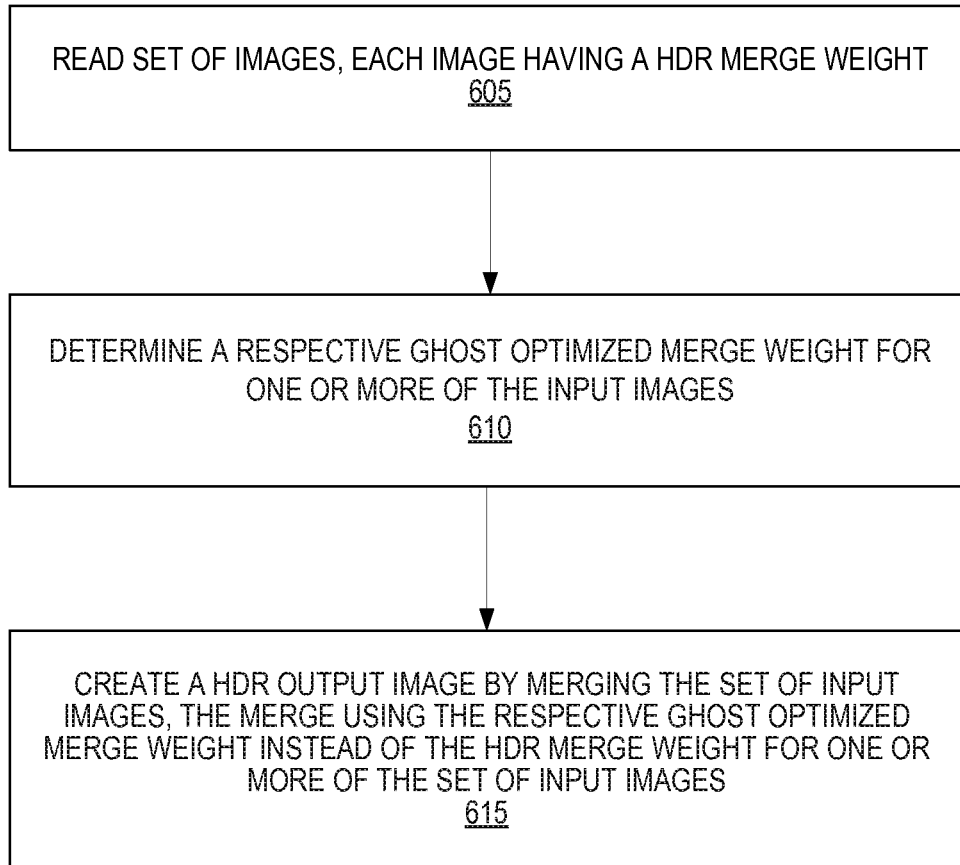 READ SET OF IMAGES, EACH IMAGE HAVING A HDR MERGE WEIGHT
605
DETERMINE A RESPECTIVE GHOST OPTIMIZED MERGE WEIGHT FOR
ONE OR MORE OF THE INPUT IMAGES
610
CREATE A HDR OUTPUT IMAGE BY MERGING THE SET OF INPUT
IMAGES, THE MERGE USING THE RESPECTIVE GHOST OPTIMIZED
MERGE WEIGHT INSTEAD OF THE HDR MERGE WEIGHT FOR ONE OR
MORE OF THE SET OF INPUT IMAGES
615